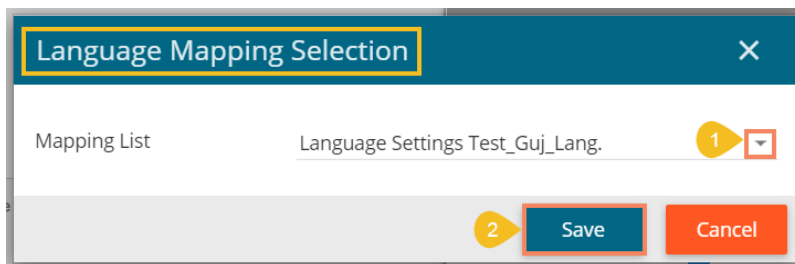 Language Mapping Selection
Mapping List
Language Settings Test_Guj_Lang.
1
2
Save
Cancel